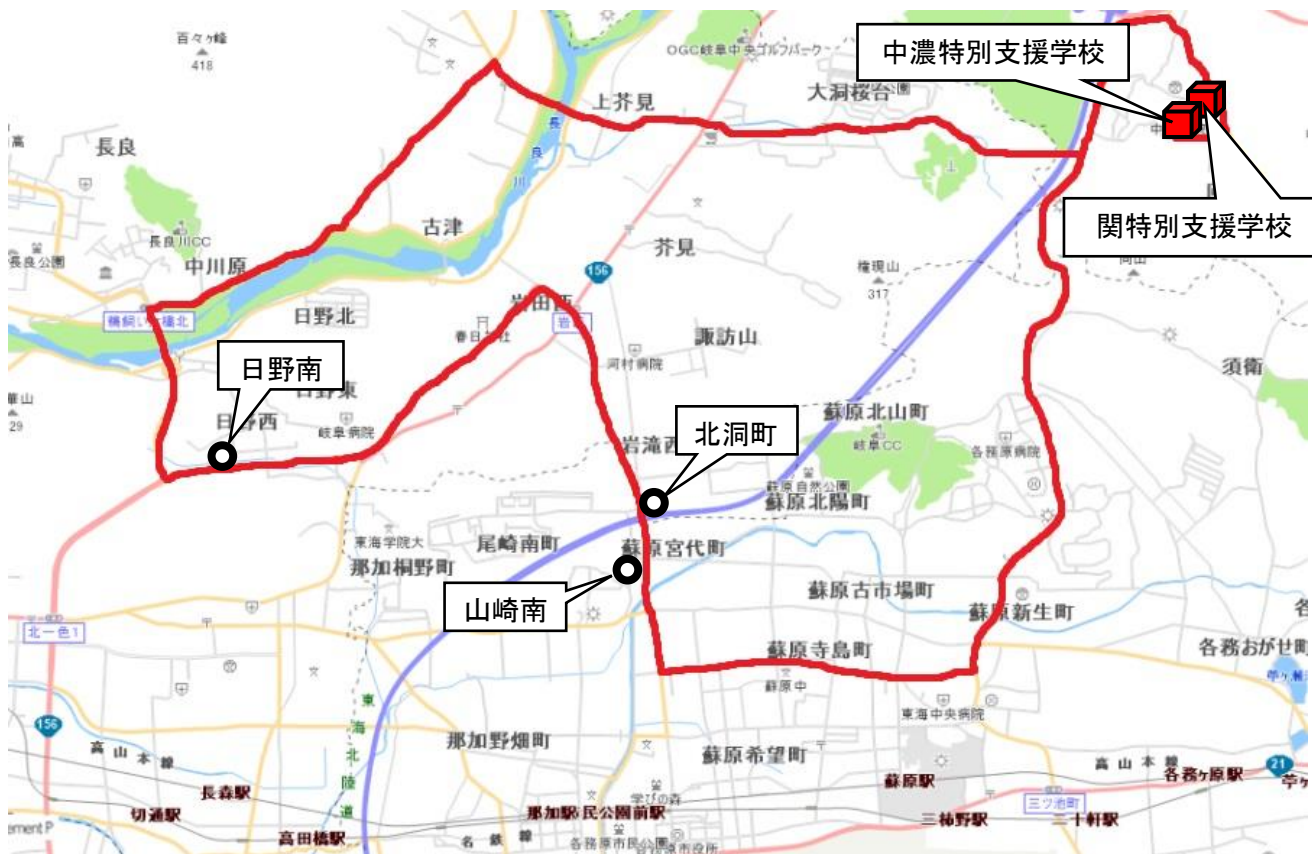 百々ヶ峰
418
OGC岐阜中央ゴルフパーク
中濃特別支援学校
大洞桜台
上芥見
長良
長
良
川
関特別支援学校
古津
芥見
長良川CC
中川原
長良公園
156
権現山
317
向山
日野北
岩田西
春日
諏訪山
河村病院
須衛
日野南
日野東
日野西
岐阜病院
蘇原北山町
岐阜CC
北洞町
各務原病院
蘇原自然公園
蘇原北陽町
東海学院大
尾崎南町
蘇原宮代町
那加桐野町
山崎南
蘇原古市場町
蘇原新生町
北一色1
蘇原寺島町
各務おがせ町
蘇原中
東海中央病院
156
東
海
北
陸
道
那加野畑町
蘇原希望町
高山本線
高山本線
21
長森駅
蘇原駅
各務ヶ原駅
学びの森
切通駅
那加駅
民公園前駅
三ツ池町
三柿野駅
二十軒駅
高田橋駅
名鉄線
各務原市民公園